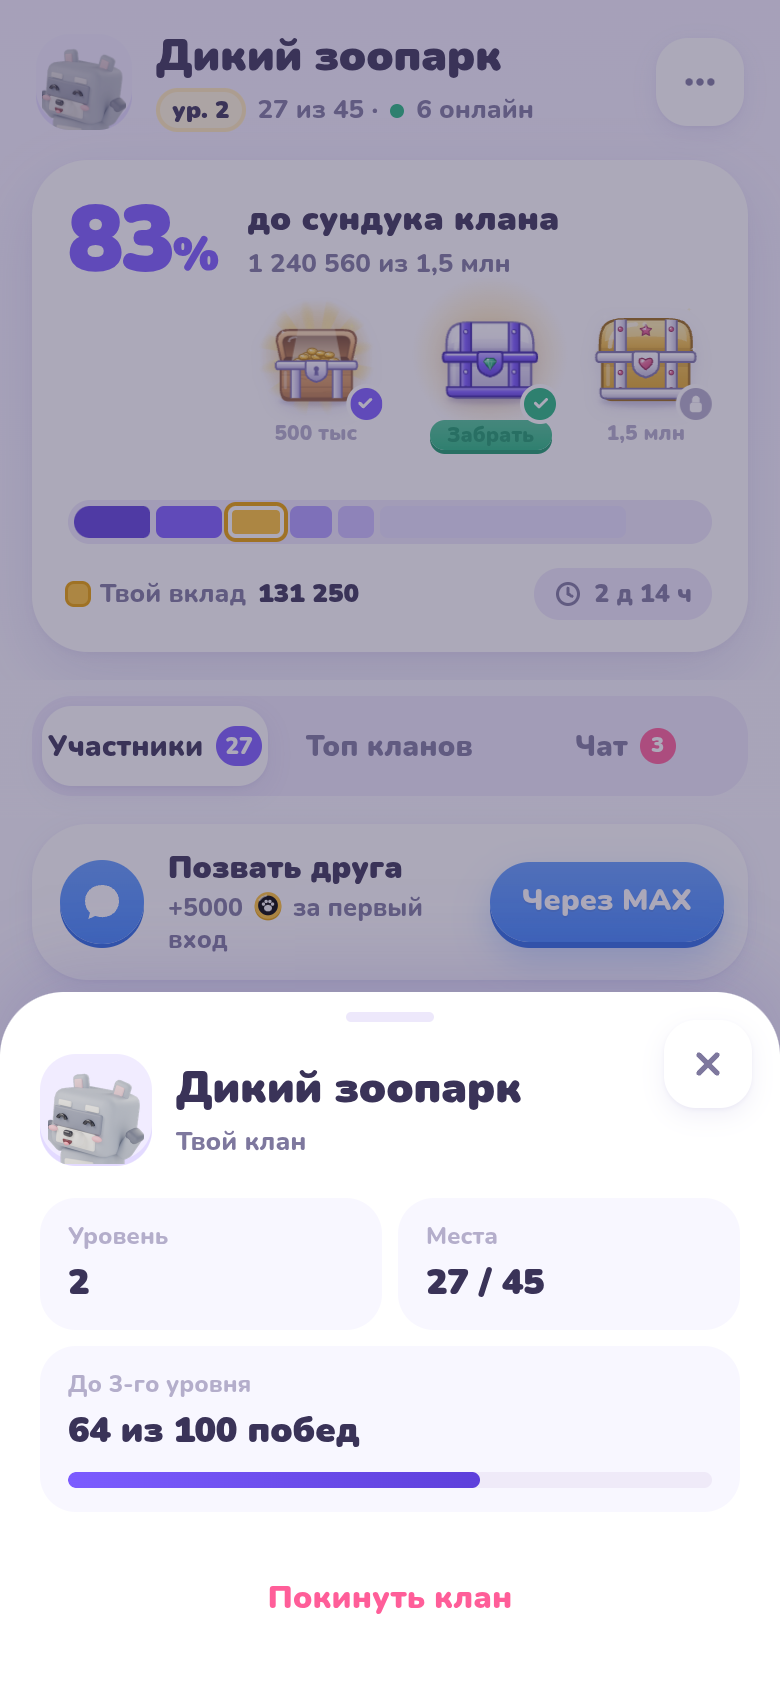 Дикий зоопарк
ур. 2 27 из 45 · 6 онлайн
83% до сундука клана
1 240 560 из 1,5 млн
500 тыс
Забрать
1,5 млн
Твой вклад 131 250
2 д 14 ч
Участники 27
Топ кланов
Чат 3
Позвать друга
+5000 за первый
вход
Через MAX
Дикий зоопарк
Твой клан
Уровень
2
Места
27 / 45
До 3-го уровня
64 из 100 побед
Покинуть клан